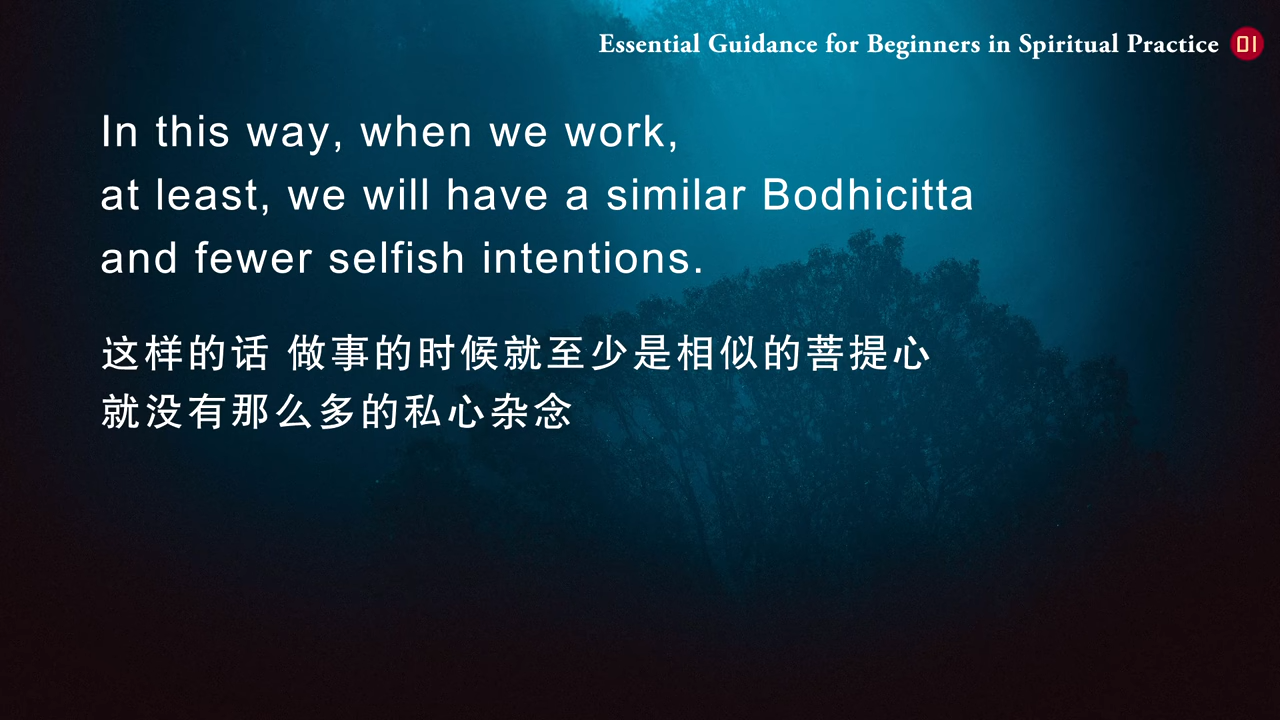 Essential Guidance for Beginners in Spiritual Practice 01
In this way, when we work,
at least, we will have a similar Bodhicitta
and fewer selfish intentions.
这样的话 做事的时候就至少是相似的菩提心
就没有那么多的私心杂念